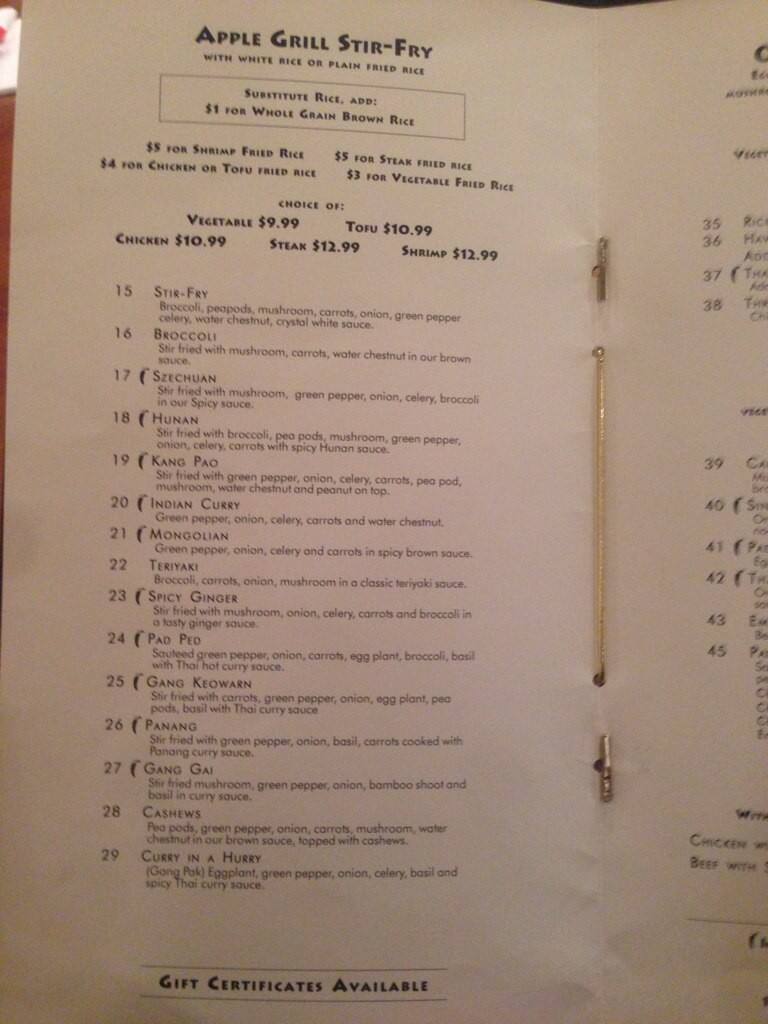 APPLE GRILL STIR-FRY
WITH WHITE RICE OR PLAIN FRIED RICE
SUBSTITUTE RICE, ADD:
$1 FOR WHOLE GRAIN BROWN RICE
$5 FOR SHRIMP FRIED RICE $5 FOR STEAK FRIED RICE
$4 FOR CHICKEN OR TOFU FRIED RICE $3 FOR VEGETABLE FRIED RICE
CHOICE OF:
VEGETABLE $9.99 TOFU $10.99
CHICKEN $10.99 STEAK $12.99 SHRIMP $12.99
15 STIR-FRY
Broccoli, peapods, mushroom, carrots, onion, green pepper
celery, water chestnut, crystal white sauce.
16 BROCCOLI
Stir fried with mushroom, carrots, water chestnut in our brown
sauce.
17 SZECHUAN
Stir fried with mushroom, green pepper, onion, celery, broccoli
in our Spicy sauce.
18 HUNAN
Stir fried with broccoli, pea pods, mushroom, green pepper,
onion, celery, carrots with spicy Hunan sauce.
19 KANG PAO
Stir fried with green pepper, onion, celery, carrots, pea pod,
mushroom, water chestnut and peanut on top.
20 INDIAN CURRY
Green pepper, onion, celery, carrots and water chestnut.
21 MONGOLIAN
Green pepper, onion, celery and carrots in spicy brown sauce.
22 TERIYAKI
Broccoli, carrots, onion, mushroom in a classic teriyaki sauce.
23 SPICY GINGER
Stir fried with mushroom, onion, celery, carrots and broccoli in
a tasty ginger sauce.
24 PAD PED
Sauteed green pepper, onion, carrots, egg plant, broccoli, basil
with Thai hot curry sauce.
25 GANG KEOWARN
Stir fried with carrots, green pepper, onion, egg plant, pea
pods, basil with Thai curry sauce
26 PANANG
Stir fried with green pepper, onion, basil, carrots cooked with
Panang curry sauce.
27 GANG GAI
Stir fried mushroom, green pepper, onion, bamboo shoot and
basil in curry sauce.
28 CASHEWS
Pea pods, green pepper, onion, carrots, mushroom, water
chestnut in our brown sauce, topped with cashews.
29 CURRY IN A HURRY
(Gang Pak) Eggplant, green pepper, onion, celery, basil and
spicy Thai curry sauce.
GIFT CERTIFICATES AVAILABLE
35
36
37
38
39
40
41
42
43
45
CHICKEN
BEEF WITH